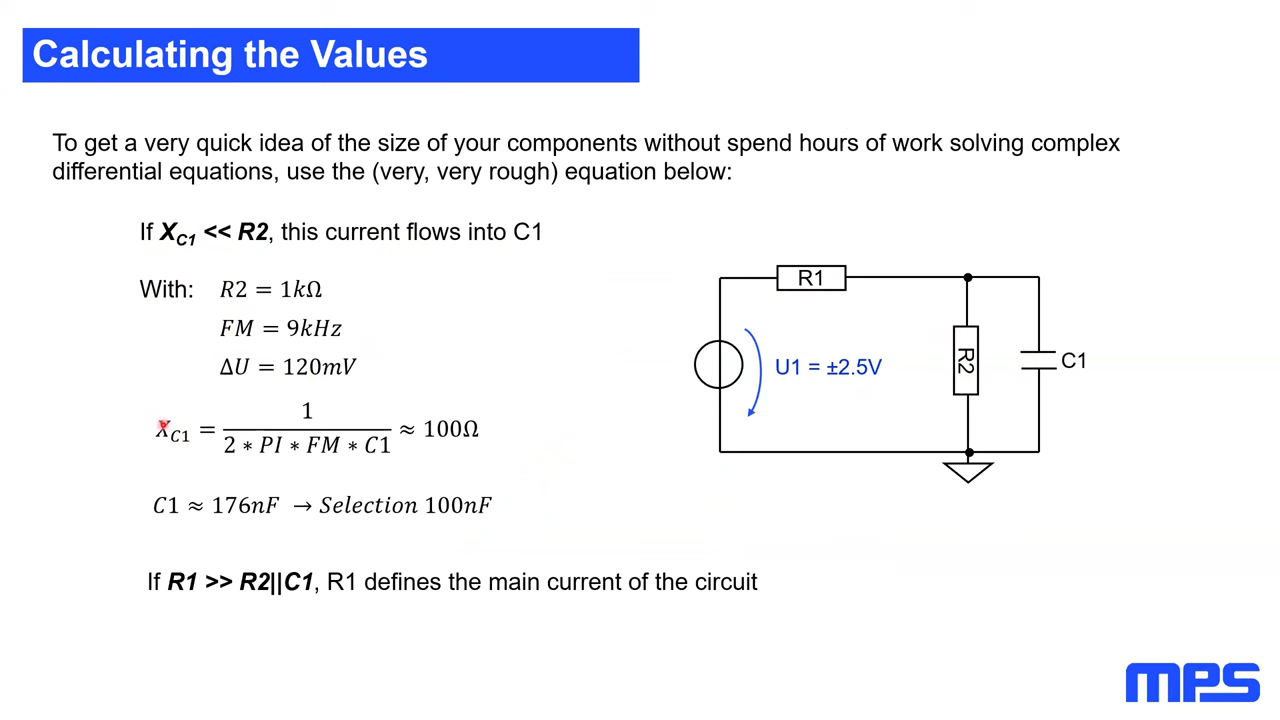 Calculating the Values
To get a very quick idea of the size of your components without spend hours of work solving complex
differential equations, use the (very, very rough) equation below:
If X_C1 << R2, this current flows into C1
With: R2 = 1kΩ
FM = 9kHz
ΔU = 120mV
X_C1 = 1 / (2 * PI * FM * C1) ≈ 100Ω
C1 ≈ 176nF → Selection 100nF
If R1 >> R2||C1, R1 defines the main current of the circuit
R1
U1 = ±2.5V
R2
C1
mps